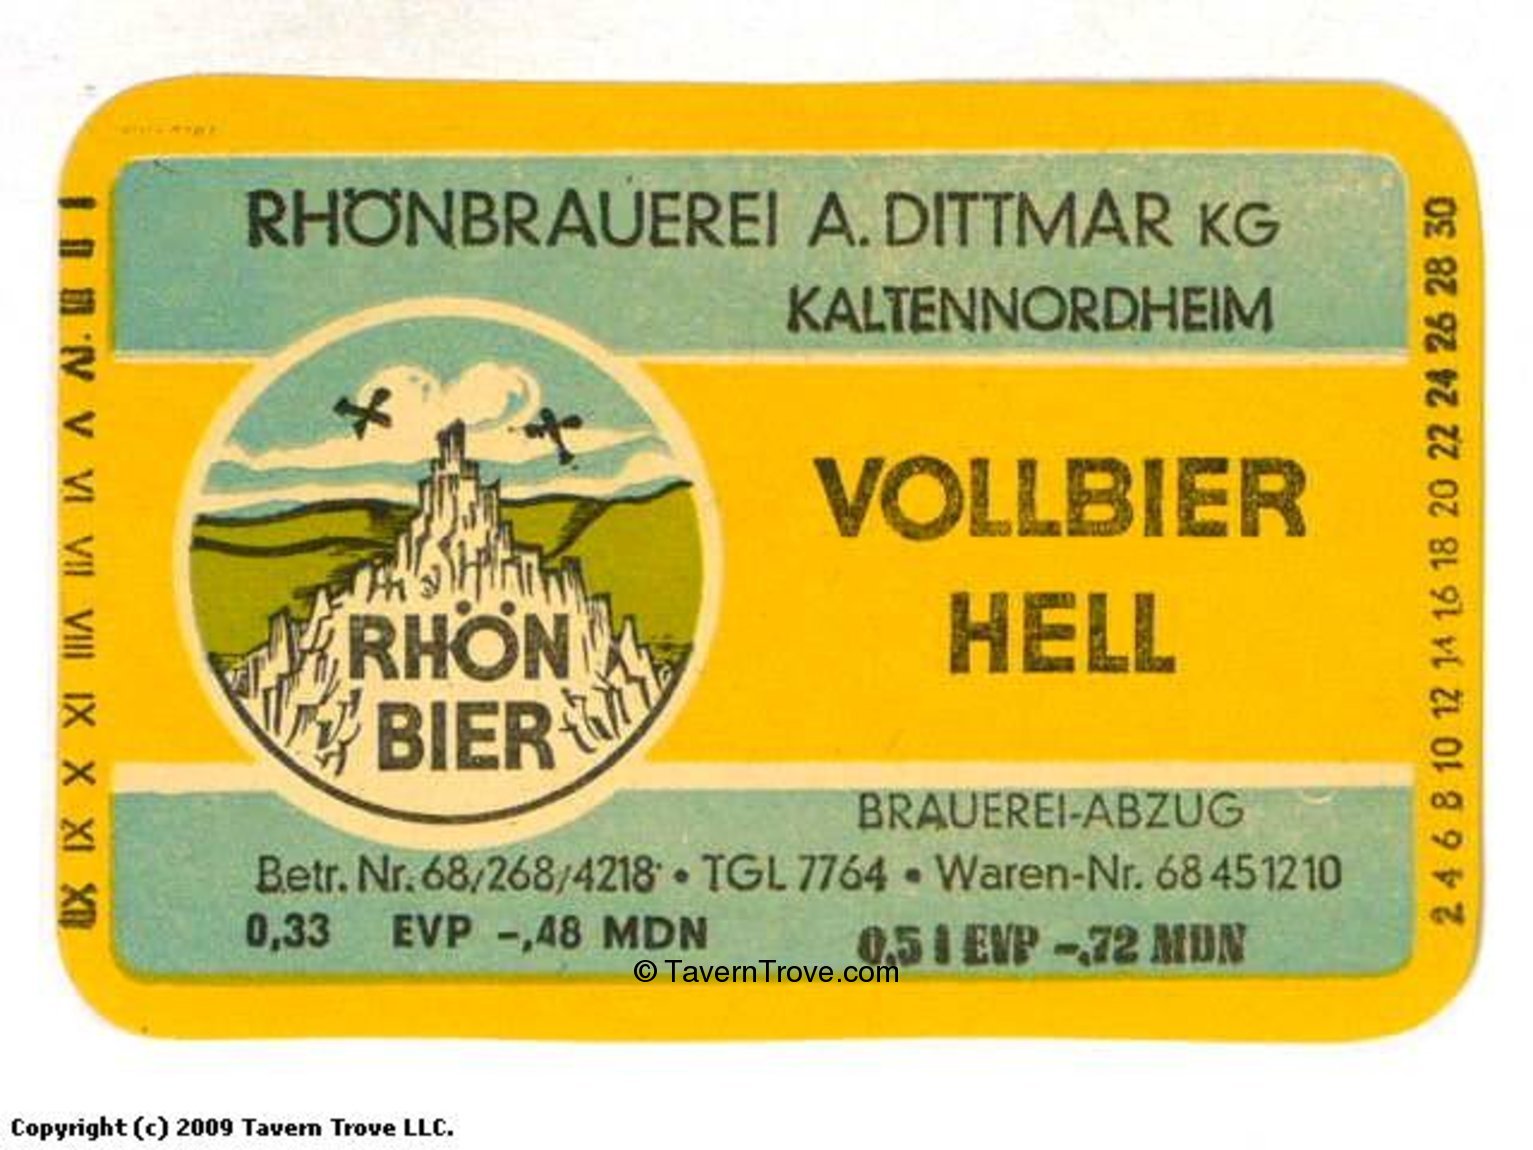 RHÖNBRAUEREI A. DITTMAR KG
KALTENNORDHEIM
VOLLBIER
HELL
RHÖN
BIER
BRAUEREI-ABZUG
Betr. Nr. 68/268/4218 • TGL 7764 • Waren-Nr. 68 45 12 10
0,33 EVP -,48 MDN
0,5 l EVP -,72 MDN
I II III IV. V VI VII VIII XI X XI XII
2 4 6 8 10 12 14 16 18 20 22 24 26 28 30
© TavernTrove.com
Copyright (c) 2009 Tavern Trove LLC.